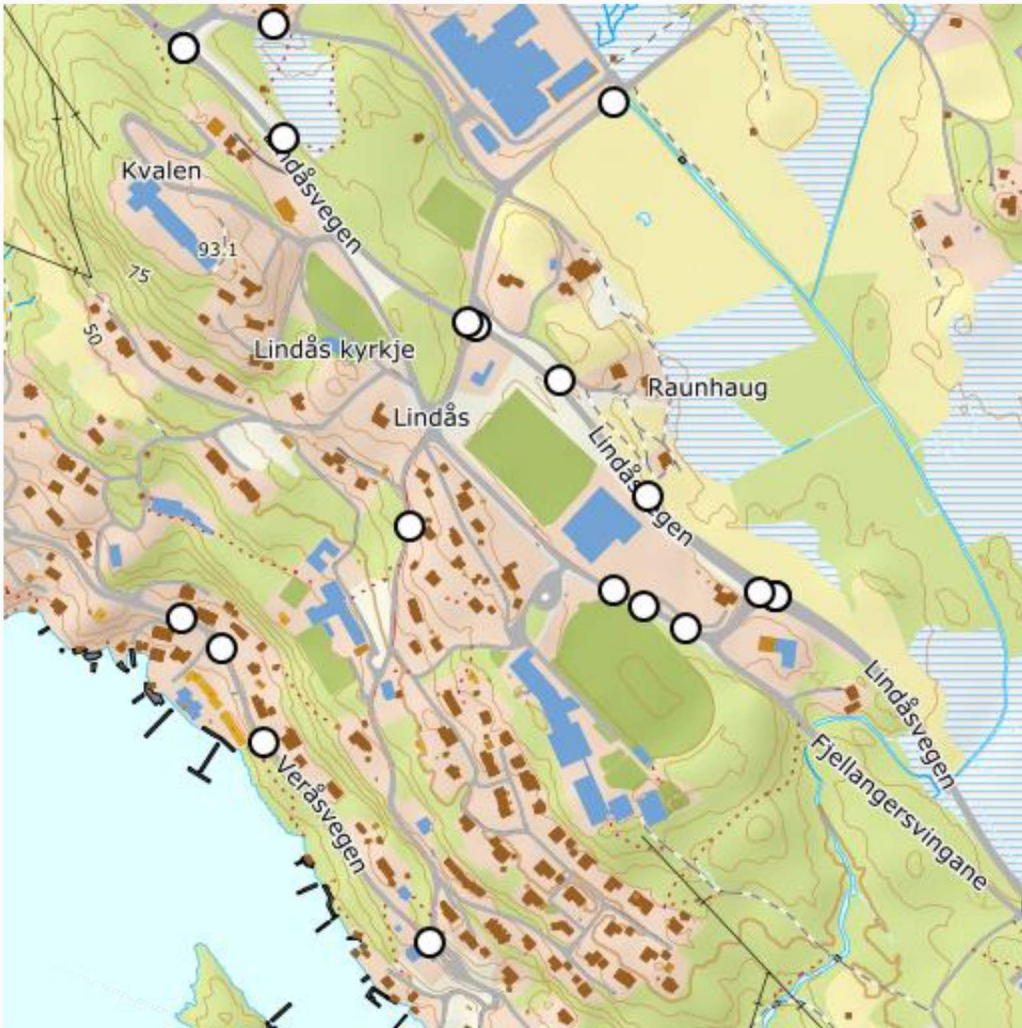 Kvalen
Lindåsvegen
93.1
75
50
Lindås kyrkje
Raunhaug
Lindås
Lindåsvegen
Lindåsvegen
Veråsvegen
Fjellangersvingane